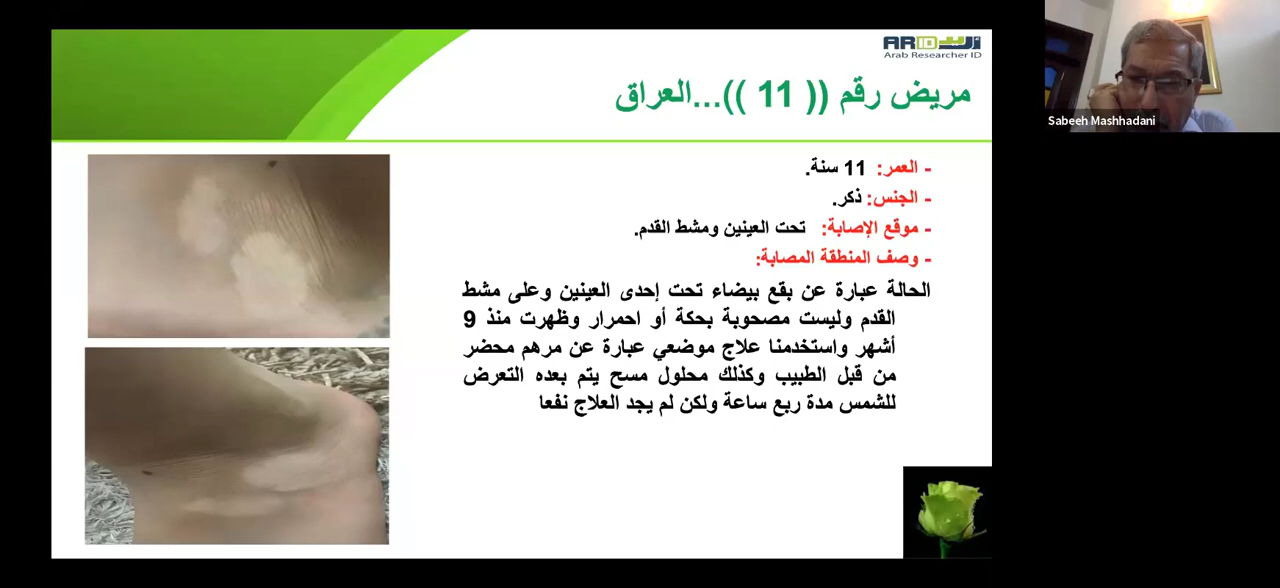 ARID أريد
Arab Researcher ID
مريض رقم (( 11 ))...العراق
Sabeeh Mashhadani
- العمر: 11 سنة.
- الجنس: ذكر.
- موقع الإصابة: تحت العينين ومشط القدم.
- وصف المنطقة المصابة:
الحالة عبارة عن بقع بيضاء تحت إحدى العينين وعلى مشط
القدم وليست مصحوبة بحكة أو احمرار وظهرت منذ 9
أشهر واستخدمنا علاج موضعي عبارة عن مرهم محضر
من قبل الطبيب وكذلك محلول مسح يتم بعده التعرض
للشمس مدة ربع ساعة ولكن لم يجد العلاج نفعا